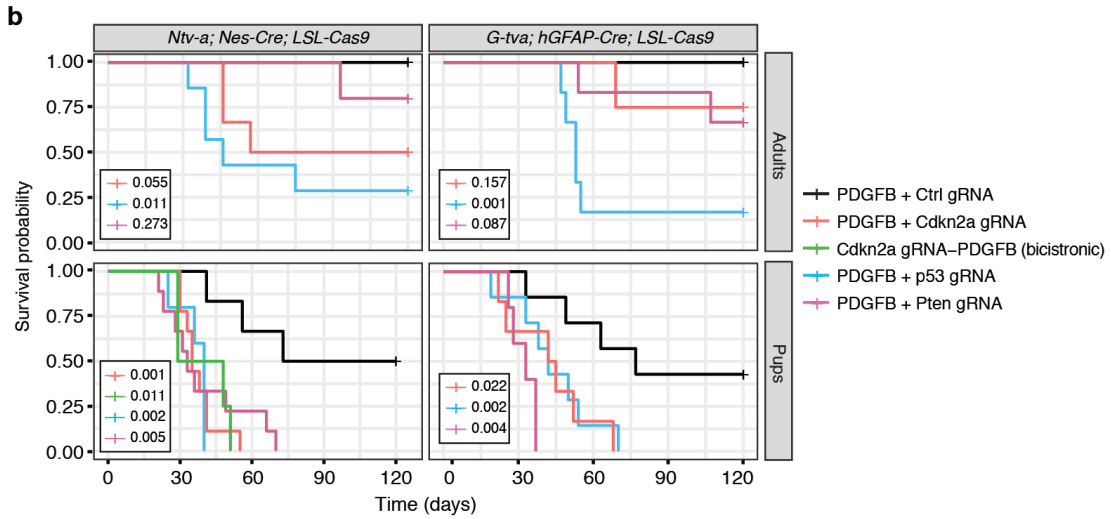 b
Ntv-a; Nes-Cre; LSL-Cas9
G-tva; hGFAP-Cre; LSL-Cas9
Survival probability
1.00
0.75
0.50
0.25
0.00
0.055
0.011
0.273
0.157
0.001
0.087
Adults
1.00
0.75
0.50
0.25
0.00
0.001
0.011
0.002
0.005
0.022
0.002
0.004
Pups
0 30 60 90 120
0 30 60 90 120
Time (days)
PDGFB + Ctrl gRNA
PDGFB + Cdkn2a gRNA
Cdkn2a gRNA–PDGFB (bicistronic)
PDGFB + p53 gRNA
PDGFB + Pten gRNA